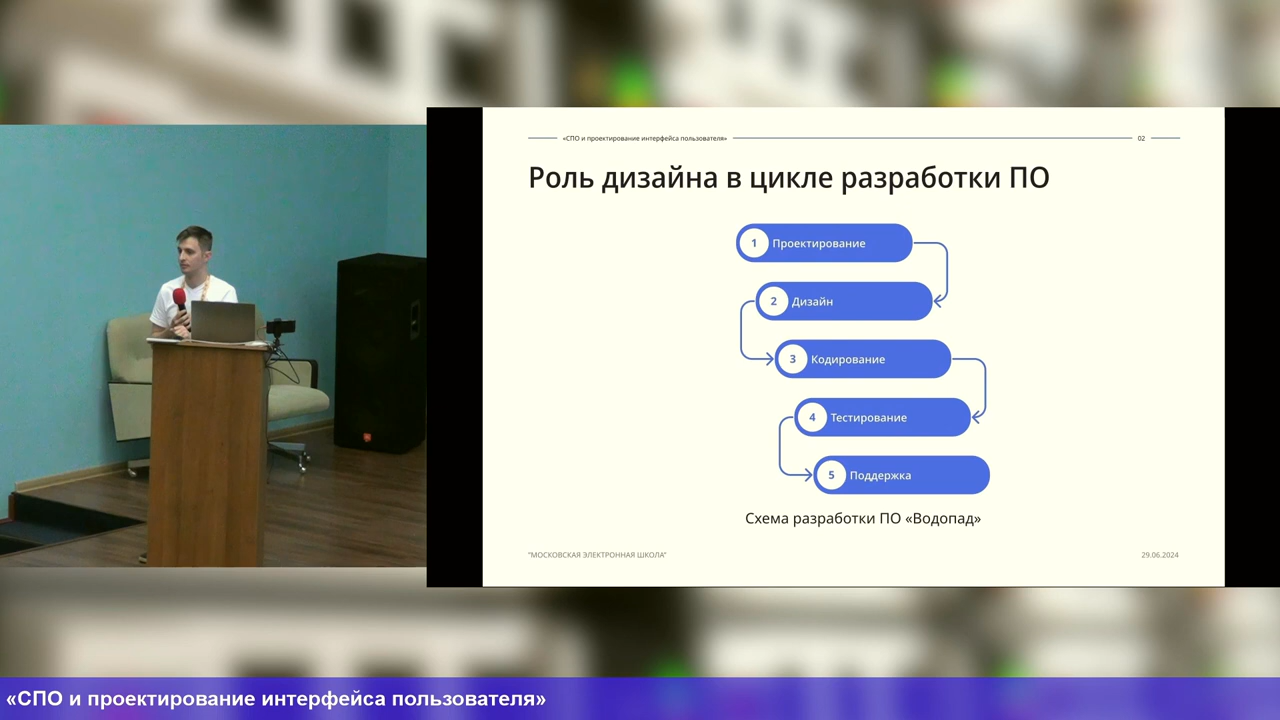 «СПО и проектирование интерфейса пользователя»
02
Роль дизайна в цикле разработки ПО
1 Проектирование
2 Дизайн
3 Кодирование
4 Тестирование
5 Поддержка
Схема разработки ПО «Водопад»
"МОСКОВСКАЯ ЭЛЕКТРОННАЯ ШКОЛА"
29.06.2024
«СПО и проектирование интерфейса пользователя»